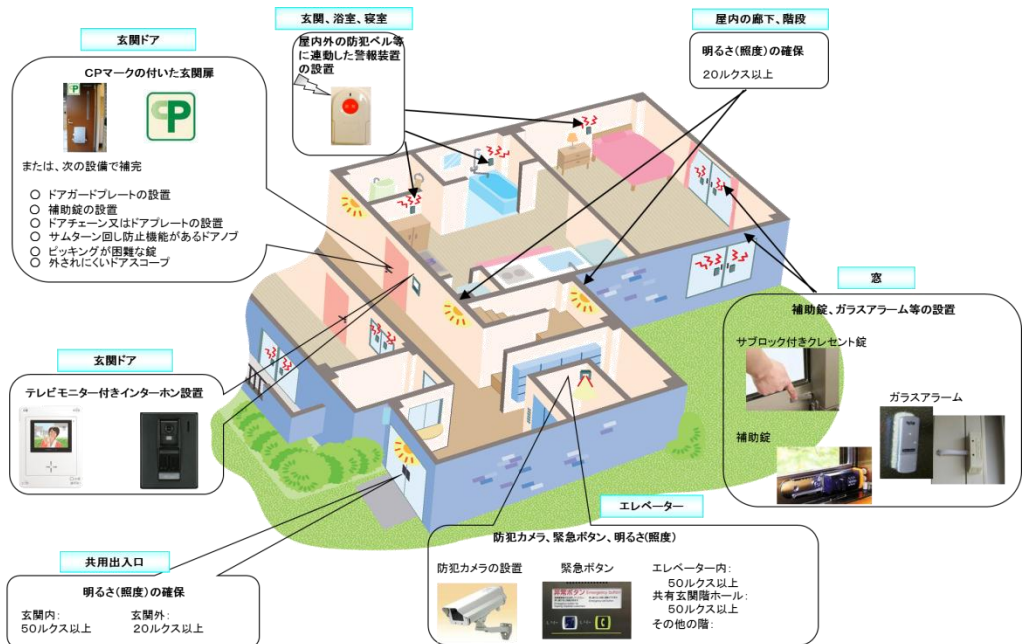 玄関ドア
CPマークの付いた玄関扉
または、次の設備で補完
○ ドアガードプレートの設置
○ 補助錠の設置
○ ドアチェーン又はドアプレートの設置
○ サムターン回し防止機能があるドアノブ
○ ピッキングが困難な錠
○ 外されにくいドアスコープ
玄関、浴室、寝室
屋内外の防犯ベル等
に連動した警報装置
の設置
屋内の廊下、階段
明るさ(照度)の確保
20ルクス以上
窓
補助錠、ガラスアラーム等の設置
サブロック付きクレセント錠
ガラスアラーム
補助錠
玄関ドア
テレビモニター付きインターホン設置
エレベーター
防犯カメラ、緊急ボタン、明るさ(照度)
防犯カメラの設置
緊急ボタン
非常ボタン Emergency button
エレベーター内:
50ルクス以上
共有玄関階ホール:
50ルクス以上
その他の階:
共用出入口
明るさ(照度)の確保
玄関内:
50ルクス以上
玄関外:
20ルクス以上